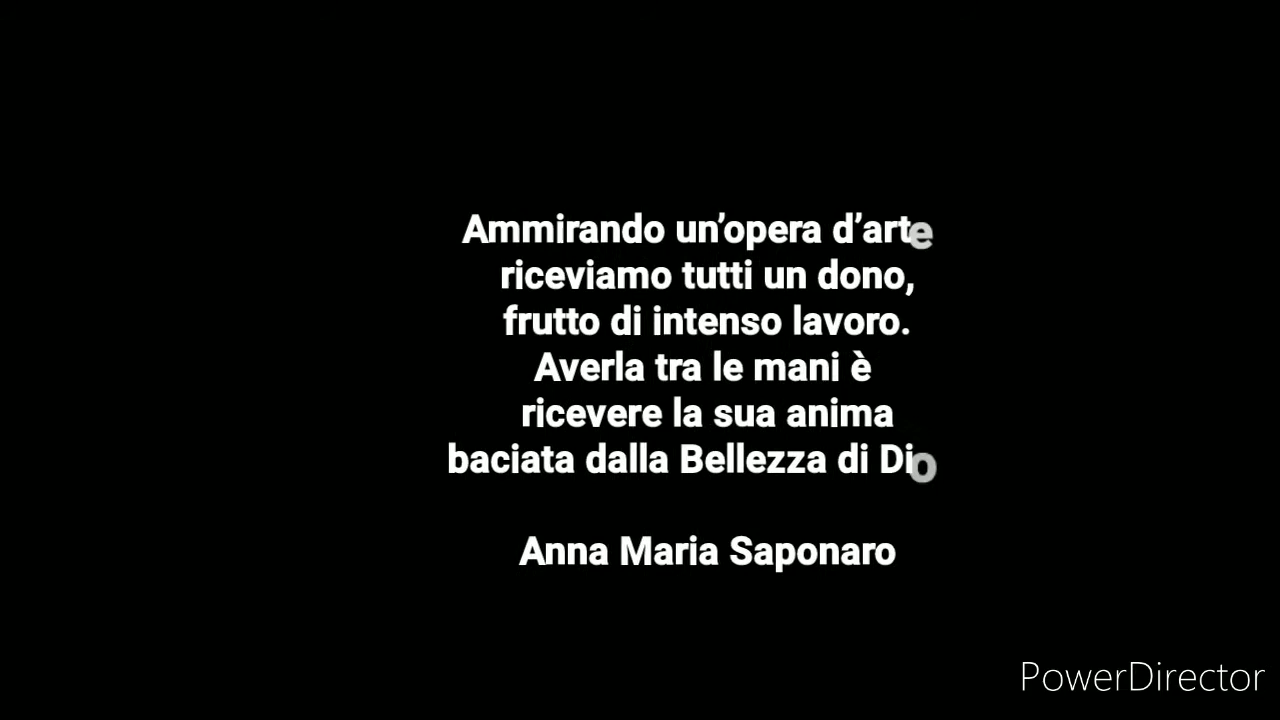 Ammirando un’opera d’arte
riceviamo tutti un dono,
frutto di intenso lavoro.
Averla tra le mani è
ricevere la sua anima
baciata dalla Bellezza di Dio
Anna Maria Saponaro
PowerDirector